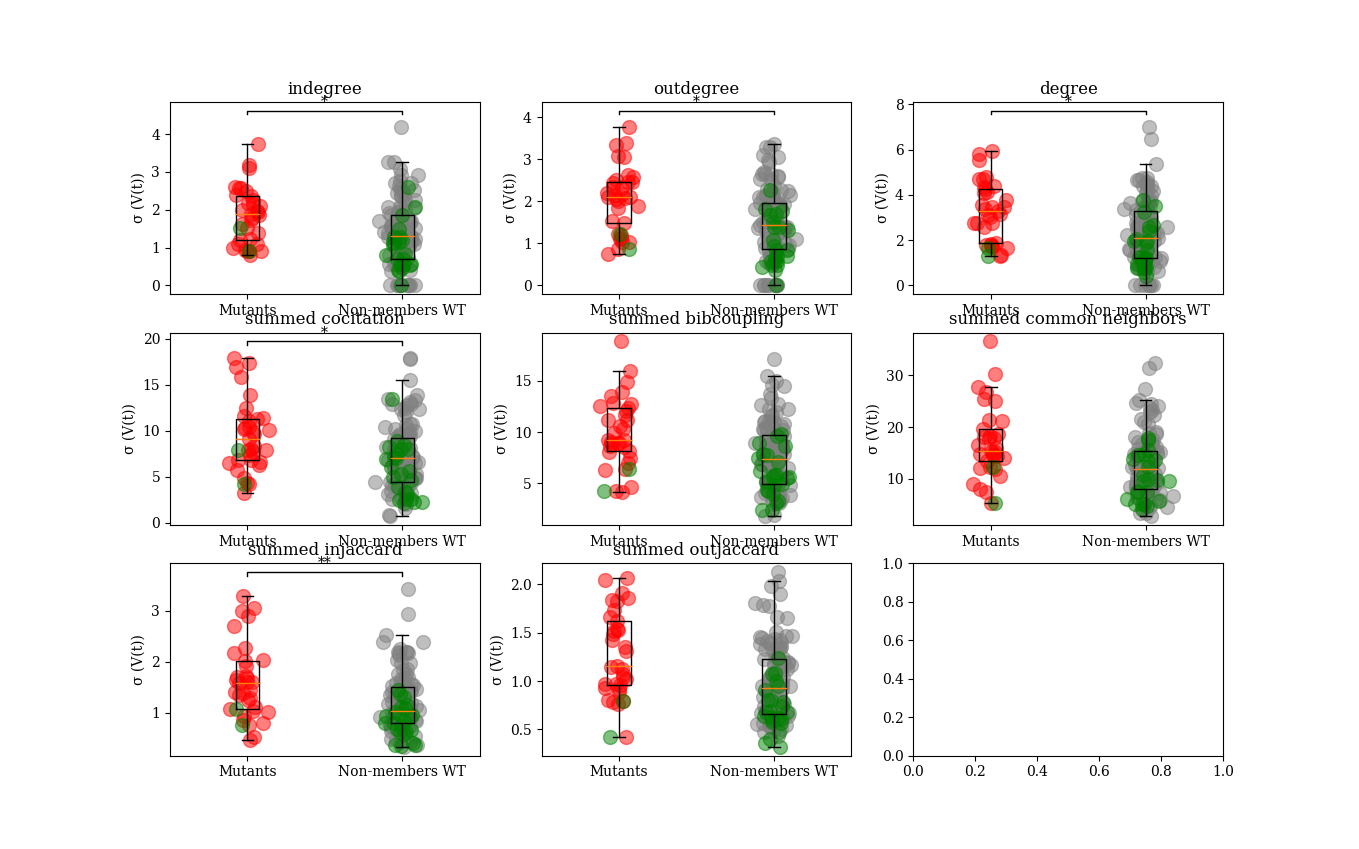 indegree
*
σ (V(t))
4
3
2
1
0
Mutants Non-members WT
outdegree
*
σ (V(t))
4
3
2
1
0
Mutants Non-members WT
degree
*
σ (V(t))
8
6
4
2
0
Mutants Non-members WT
summed cocitation
*
σ (V(t))
20
15
10
5
0
Mutants Non-members WT
summed bibcoupling
σ (V(t))
15
10
5
Mutants Non-members WT
summed common neighbors
σ (V(t))
30
20
10
Mutants Non-members WT
summed injaccard
**
σ (V(t))
3
2
1
Mutants Non-members WT
summed outjaccard
σ (V(t))
2.0
1.5
1.0
0.5
Mutants Non-members WT
1.0
0.8
0.6
0.4
0.2
0.0
0.0 0.2 0.4 0.6 0.8 1.0